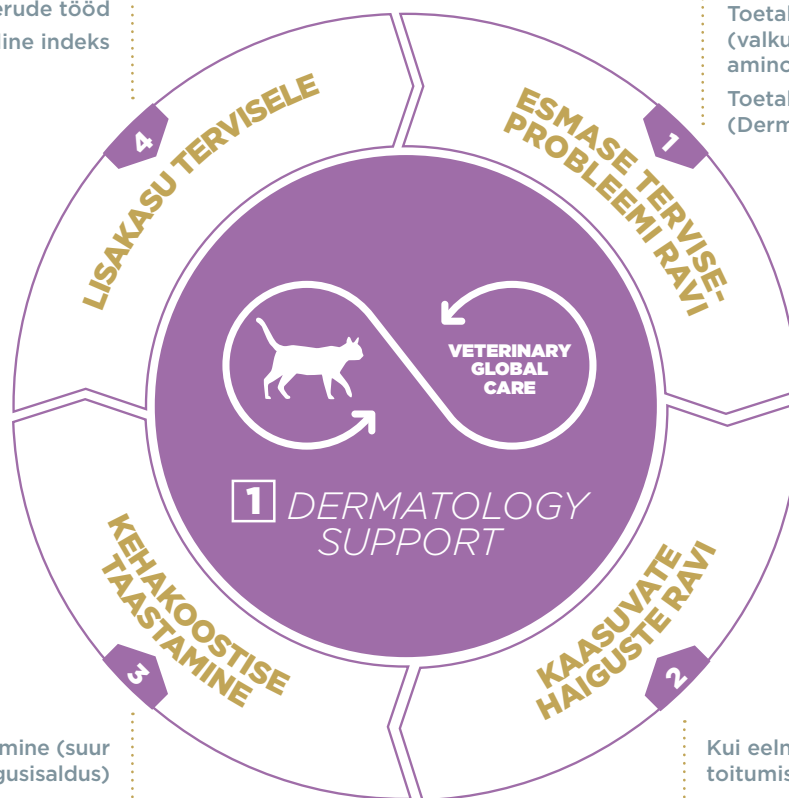 erude tööd
line indeks
Toetal
(valku
amino
Toetal
(Derm
4
LISAKASU TERVISELE
1
ESMASE TERVISE-
PROBLEEMI RAVI
VETERINARY
GLOBAL
CARE
1 DERMATOLOGY
SUPPORT
3
KEHAKOOSTISE
TAASTAMINE
2
KAASUVATE
HAIGUSTE RAVI
mine (suur
gusisaldus)
Kui eeln
toitumis